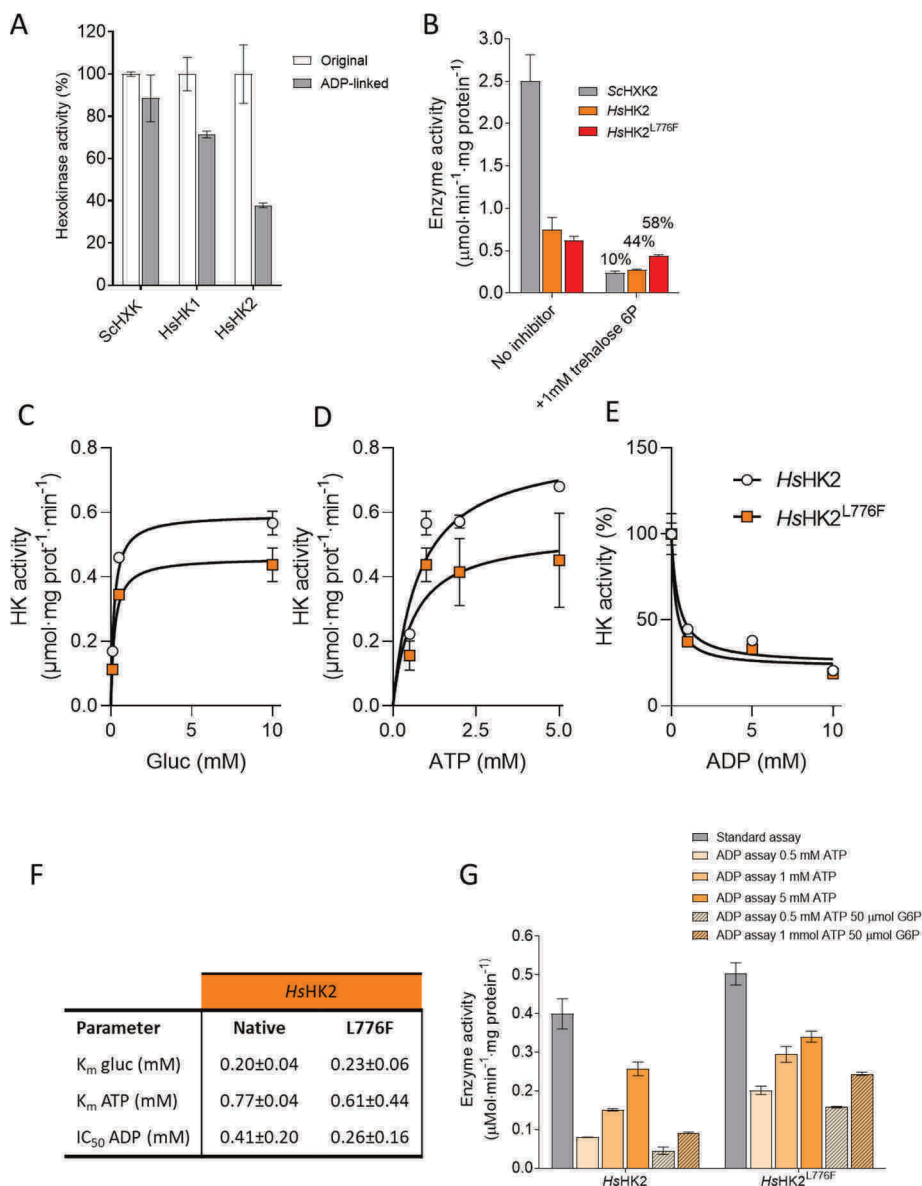 A
Hexokinase activity (%)
120
100
80
60
40
20
0
Original
ADP-linked
ScHXK
HsHK1
HsHK2
B
Enzyme activity
(µmol·min⁻¹·mg protein⁻¹)
3.0
2.5
2.0
1.5
1.0
0.5
0.0
ScHXK2
HsHK2
HsHK2ᴸ⁷⁷⁶ᶠ
10%
44%
58%
No inhibitor
+1mM trehalose 6P
C
HK activity
(µmol·mg prot⁻¹·min⁻¹)
0.8
0.6
0.4
0.2
0.0
0
5
10
Gluc (mM)
D
HK activity
(µmol·mg prot⁻¹·min⁻¹)
0.8
0.6
0.4
0.2
0.0
0.0
2.5
5.0
ATP (mM)
E
HK activity (%)
150
100
50
0
0
5
10
ADP (mM)
HsHK2
HsHK2ᴸ⁷⁷⁶ᶠ
F
HsHK2
Parameter Native L776F
Kₘ gluc (mM) 0.20±0.04 0.23±0.06
Kₘ ATP (mM) 0.77±0.04 0.61±0.44
IC₅₀ ADP (mM) 0.41±0.20 0.26±0.16
G
Standard assay
ADP assay 0.5 mM ATP
ADP assay 1 mM ATP
ADP assay 5 mM ATP
ADP assay 0.5 mM ATP 50 µmol G6P
ADP assay 1 mmol ATP 50 µmol G6P
Enzyme activity
(µMol·min⁻¹·mg protein⁻¹)
0.6
0.5
0.4
0.3
0.2
0.1
0.0
HsHK2
HsHK2ᴸ⁷⁷⁶ᶠ